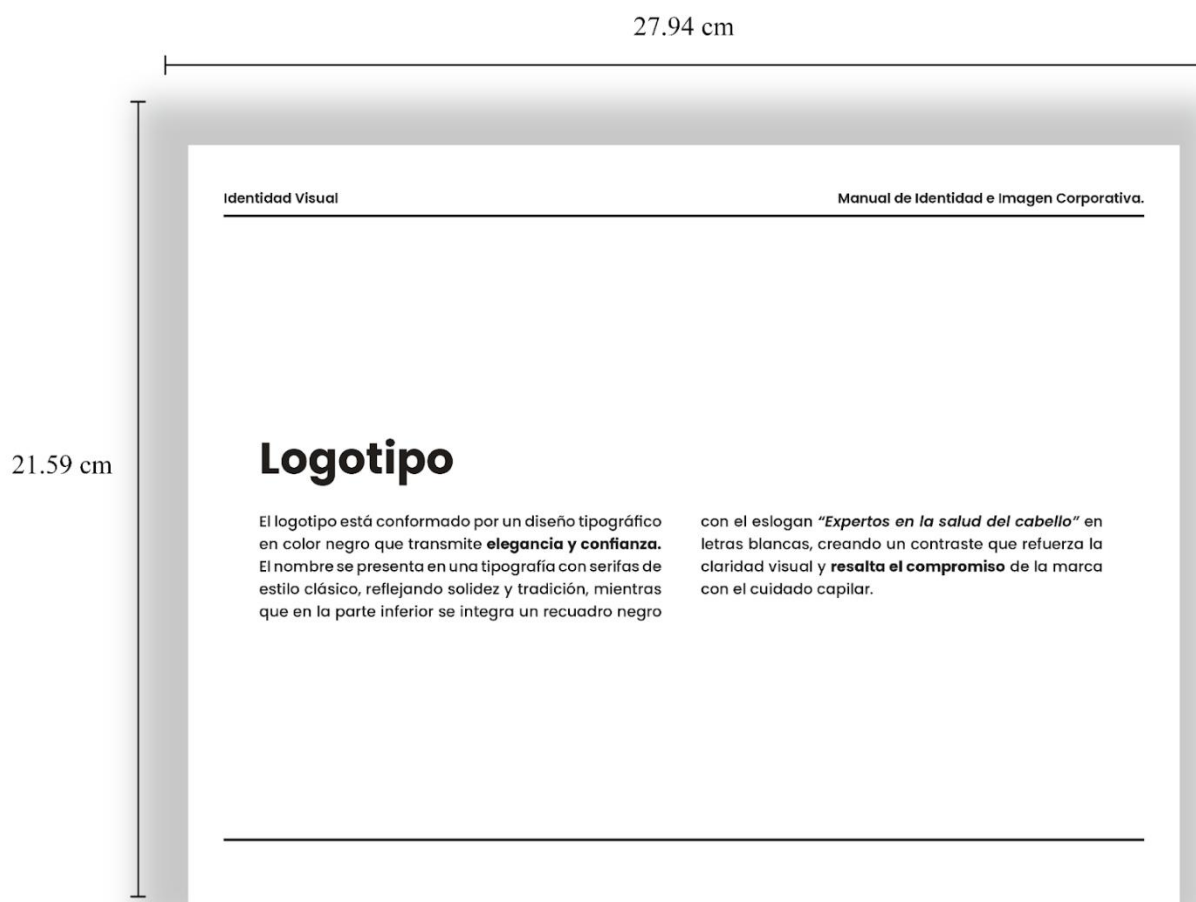 27.94 cm
Identidad Visual
Manual de Identidad e Imagen Corporativa.
21.59 cm
Logotipo
El logotipo está conformado por un diseño tipográfico
en color negro que transmite elegancia y confianza.
El nombre se presenta en una tipografía con serifas de
estilo clásico, reflejando solidez y tradición, mientras
que en la parte inferior se integra un recuadro negro
con el eslogan “Expertos en la salud del cabello” en
letras blancas, creando un contraste que refuerza la
claridad visual y resalta el compromiso de la marca
con el cuidado capilar.